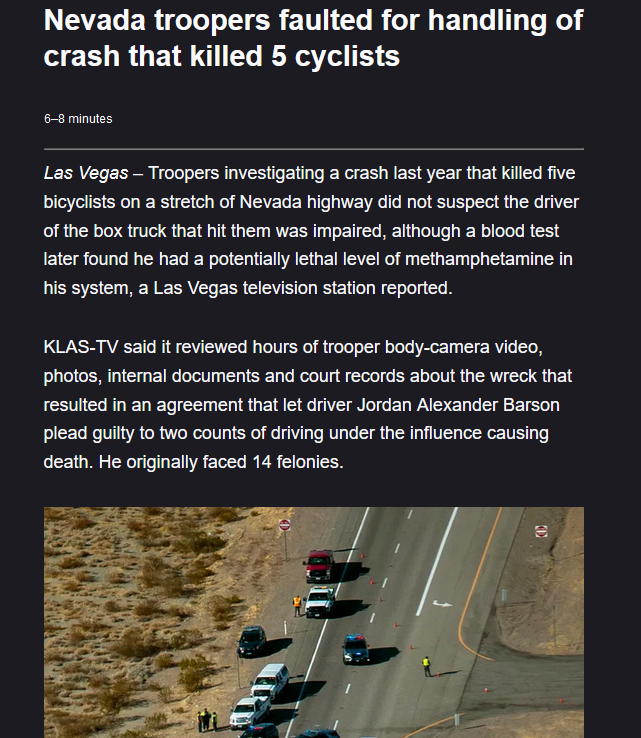 Nevada troopers faulted for handling of
crash that killed 5 cyclists
6–8 minutes
Las Vegas – Troopers investigating a crash last year that killed five
bicyclists on a stretch of Nevada highway did not suspect the driver
of the box truck that hit them was impaired, although a blood test
later found he had a potentially lethal level of methamphetamine in
his system, a Las Vegas television station reported.
KLAS-TV said it reviewed hours of trooper body-camera video,
photos, internal documents and court records about the wreck that
resulted in an agreement that let driver Jordan Alexander Barson
plead guilty to two counts of driving under the influence causing
death. He originally faced 14 felonies.